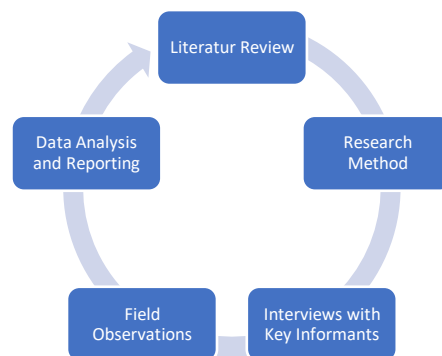 Literatur Review
Research
Method
Interviews with
Key Informants
Field
Observations
Data Analysis
and Reporting